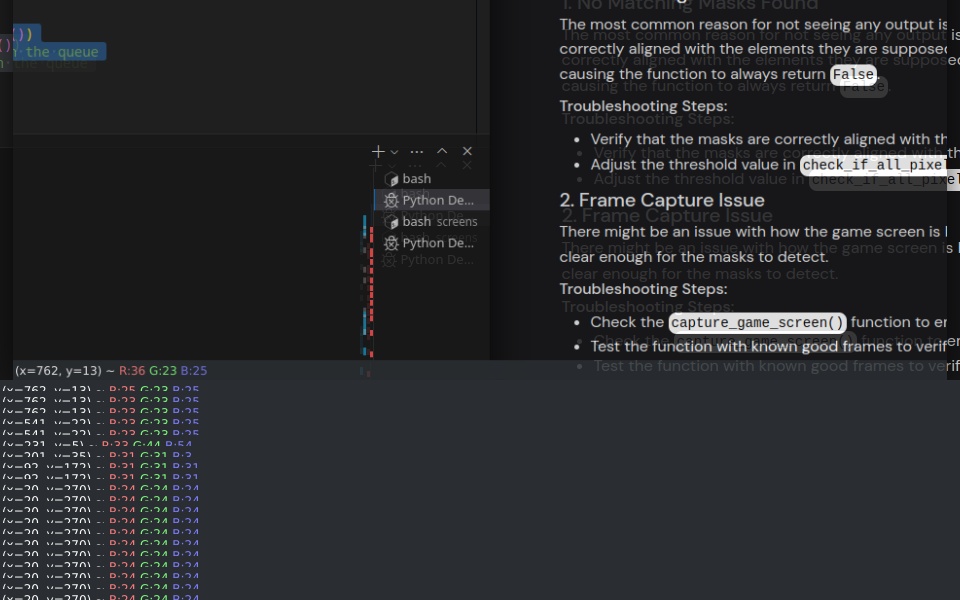 ())
n the queue
bash
Python De...
bash screens
Python De...
1. No Matching Masks Found
The most common reason for not seeing any output is
correctly aligned with the elements they are supposed
causing the function to always return False.
Troubleshooting Steps:
Verify that the masks are correctly aligned with th
Adjust the threshold value in check_if_all_pixel
2. Frame Capture Issue
There might be an issue with how the game screen is
clear enough for the masks to detect.
Troubleshooting Steps:
Check the capture_game_screen() function to en
Test the function with known good frames to verify
(x=762, y=13) ~ R:36 G:23 B:25
(x=762, y=13) ~ R:25 G:23 B:25
(x=762, y=13) ~ R:23 G:23 B:25
(x=762, y=13) ~ R:23 G:23 B:25
(x=541, y=22) ~ R:23 G:23 B:25
(x=541, y=22) ~ R:23 G:23 B:25
(x=231, y=5) ~ R:33 G:44 B:54
(x=201, y=35) ~ R:31 G:31 B:3
(x=92, y=172) ~ R:31 G:31 B:31
(x=92, y=172) ~ R:31 G:31 B:31
(x=20, y=270) ~ R:24 G:24 B:24
(x=20, y=270) ~ R:24 G:24 B:24
(x=20, y=270) ~ R:24 G:24 B:24
(x=20, y=270) ~ R:24 G:24 B:24
(x=20, y=270) ~ R:24 G:24 B:24
(x=20, y=270) ~ R:24 G:24 B:24
(x=20, y=270) ~ R:24 G:24 B:24
(x=20, y=270) ~ R:24 G:24 B:24
(x=20, y=270) ~ R:24 G:24 B:24
(x=20, y=270) ~ R:24 G:24 B:24
(x=20, y=270) ~ R:24 G:24 B:24